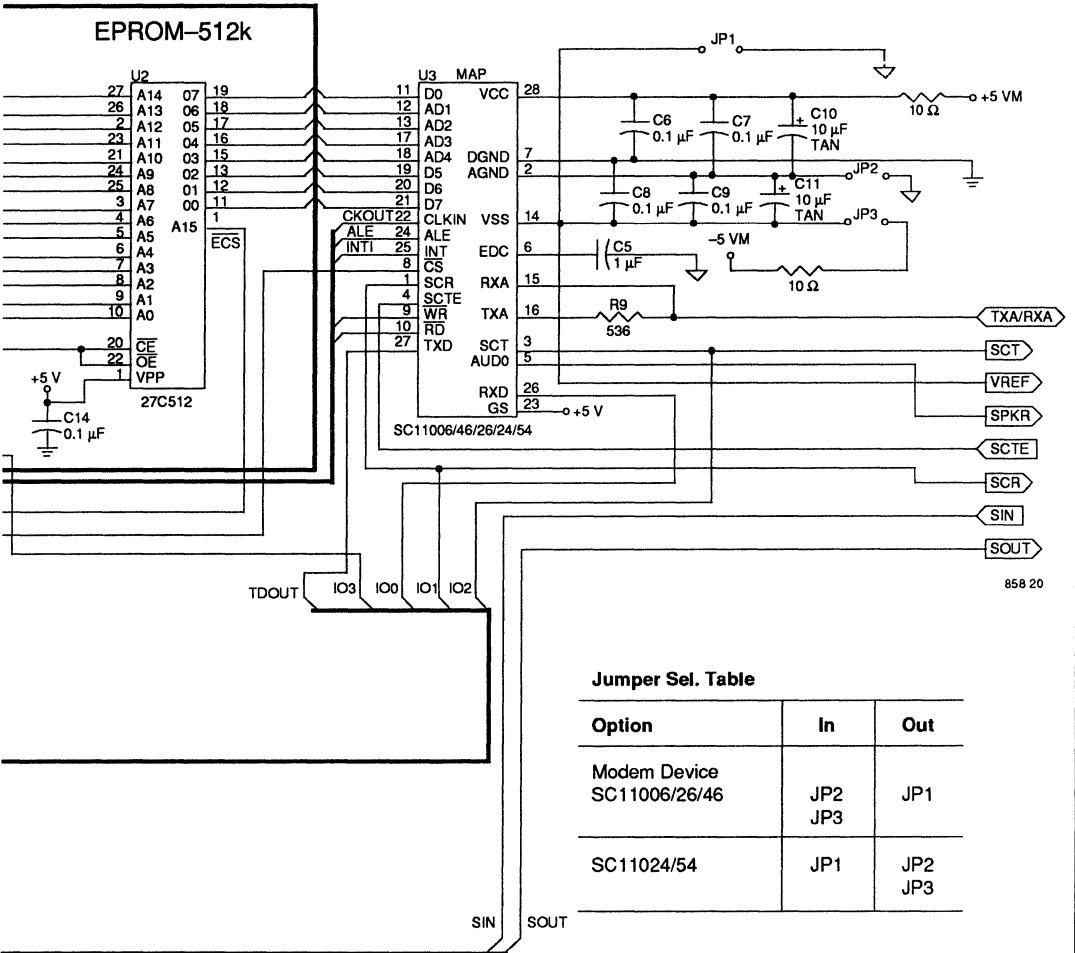 EPROM–512k
U2
27 A14 07 19
26 A13 06 18
2 A12 05 17
23 A11 04 16
21 A10 03 15
24 A9 02 13
25 A8 01 12
3 A7 00 11
4 A6
A15 1
5 A5
ECS
6 A4
7 A3
8 A2
9 A1
10 A0
20 CE
22 OE
1 VPP
27C512
+5 V
C14
0.1 µF
U3 MAP
11 D0 VCC 28
12 AD1
13 AD2
17 AD3
18 AD4 DGND 7
19 D5 AGND 2
20 D6
21 D7
CKOUT 22 CLKIN VSS 14
ALE 24 ALE
INTI 25 INT EDC 6
8 CS
1 SCR RXA 15
4 SCTE
9 WR TXA 16
10 RD
27 TXD SCT 3
AUD0 5
RXD 26
GS 23 +5 V
SC11006/46/26/24/54
JP1
+5 VM
10 Ω
C6
0.1 µF
C7
0.1 µF
+ C10
10 µF
TAN
C8
0.1 µF
C9
0.1 µF
+ C11
10 µF
TAN
JP2
JP3
–5 VM
10 Ω
C5
1 µF
R9
536
TXA/RXA
SCT
VREF
SPKR
SCTE
SCR
SIN
SOUT
858 20
TDOUT IO3 IO0 IO1 IO2
SIN SOUT
Jumper Sel. Table
Option In Out
Modem Device
SC11006/26/46 JP2 JP1
JP3
SC11024/54 JP1 JP2
JP3